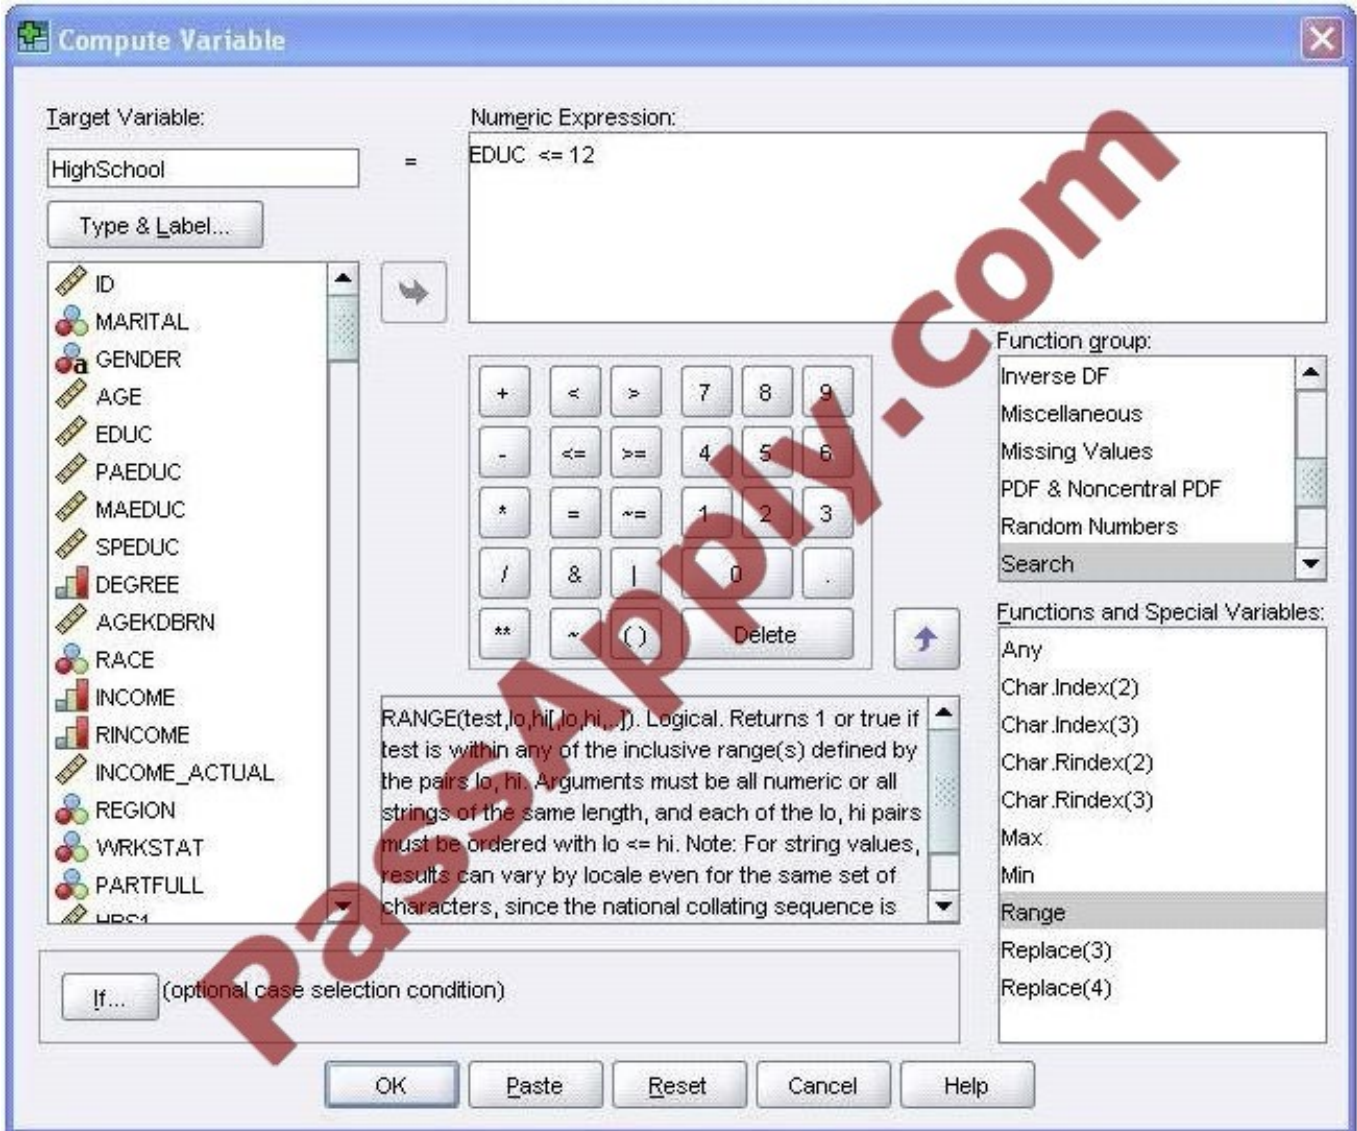 Compute Variable
Target Variable:
HighSchool
=
Type & Label...
Numeric Expression:
EDUC <= 12
ID
MARITAL
GENDER
AGE
EDUC
PAEDUC
MAEDUC
SPEDUC
DEGREE
AGEKDBRN
RACE
INCOME
RINCOME
INCOME_ACTUAL
REGION
WRKSTAT
PARTFULL
HRS1
+ < > 7 8 9
- <= >= 4 5 6
* = ~= 1 2 3
/ & | 0 .
** ~ ( ) Delete
Function group:
Inverse DF
Miscellaneous
Missing Values
PDF & Noncentral PDF
Random Numbers
Search
Functions and Special Variables:
Any
Char.Index(2)
Char.Index(3)
Char.Rindex(2)
Char.Rindex(3)
Max
Min
Range
Replace(3)
Replace(4)
RANGE(test,lo,hi[,lo,hi,..]). Logical. Returns 1 or true if
test is within any of the inclusive range(s) defined by
the pairs lo, hi. Arguments must be all numeric or all
strings of the same length, and each of the lo, hi pairs
must be ordered with lo <= hi. Note: For string values,
results can vary by locale even for the same set of
characters, since the national collating sequence is
If... (optional case selection condition)
OK Paste Reset Cancel Help
PassApply.com